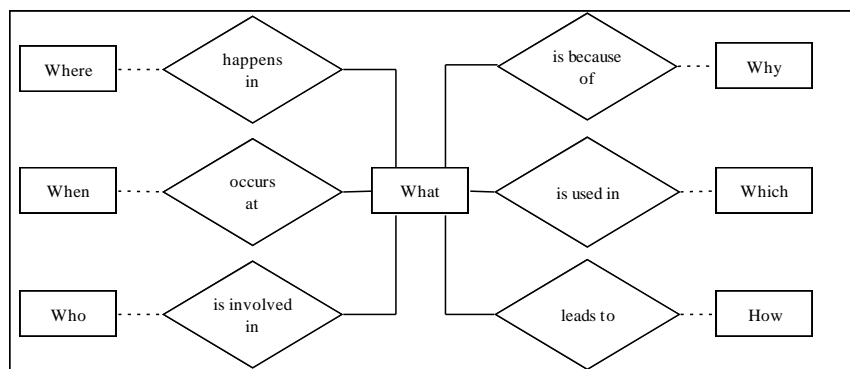 Where
happens
in
is because
of
Why
When
occurs
at
What
is used in
Which
Who
is involved
in
leads to
How